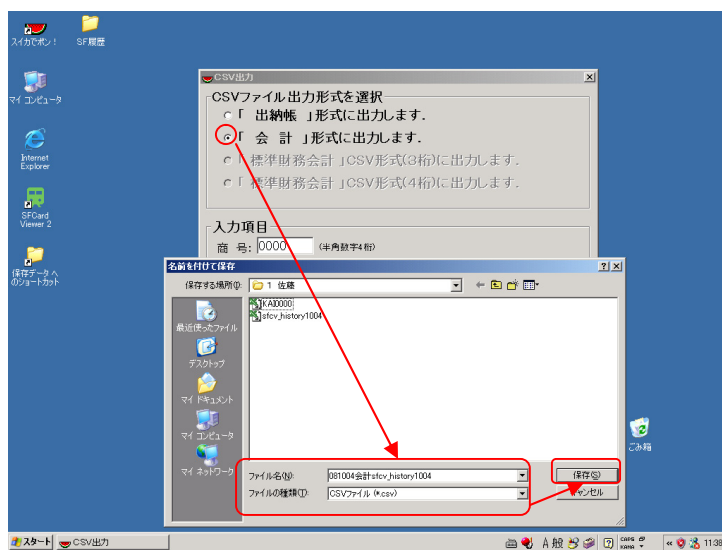 スイカでポン！
SF履歴
マイ コンピュータ
Internet
Explorer
SFCard
Viewer 2
保存データ へ
のショートカット
CSV出力
CSVファイル出力形式を選択
「 出納帳 」形式に出力します．
「 会 計 」形式に出力します．
「 標準財務会計 」CSV形式(3桁)に出力します．
「 標準財務会計 」CSV形式(4桁)に出力します．
入力項目
商 号: 0000 (半角数字4桁)
名前を付けて保存
保存する場所(I): 1 佐藤
KAI0000
sfcv_history1004
最近使ったファイル
デスクトップ
マイ ドキュメント
マイ コンピュータ
マイ ネットワーク
ファイル名(N): 081004会計sfcv_history1004 保存(S)
ファイルの種類(T): CSVファイル (*.csv) キャンセル
ごみ箱
スタート CSV出力 A 般 CAPS KANA « 11:38